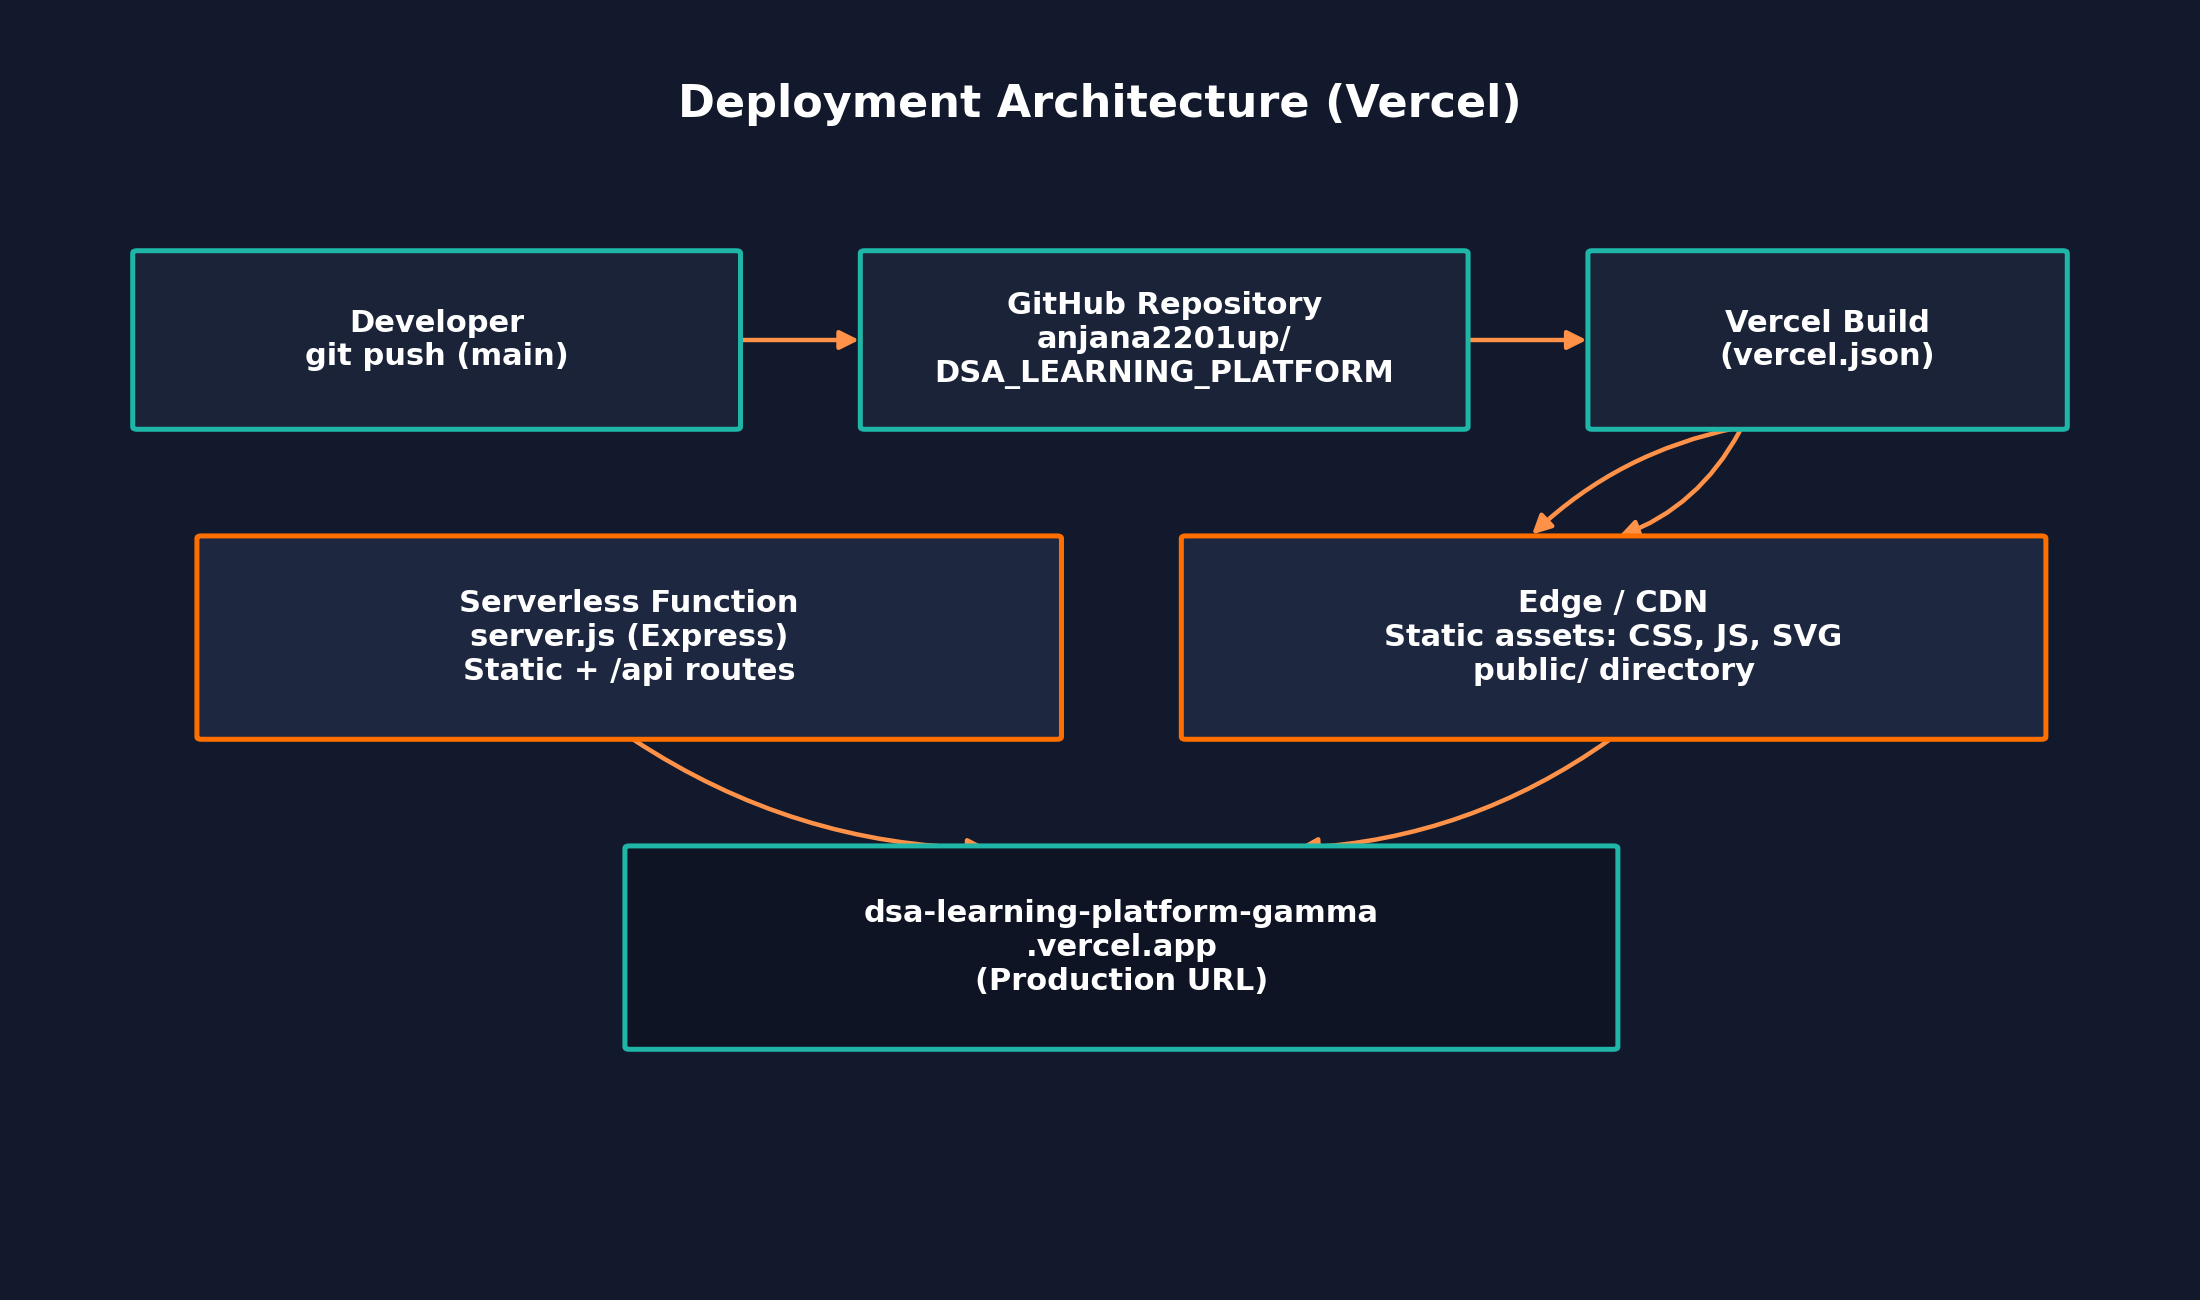 Deployment Architecture (Vercel)
Developer
git push (main)
GitHub Repository
anjana2201up/
DSA_LEARNING_PLATFORM
Vercel Build
(vercel.json)
Serverless Function
server.js (Express)
Static + /api routes
Edge / CDN
Static assets: CSS, JS, SVG
public/ directory
dsa-learning-platform-gamma
.vercel.app
(Production URL)